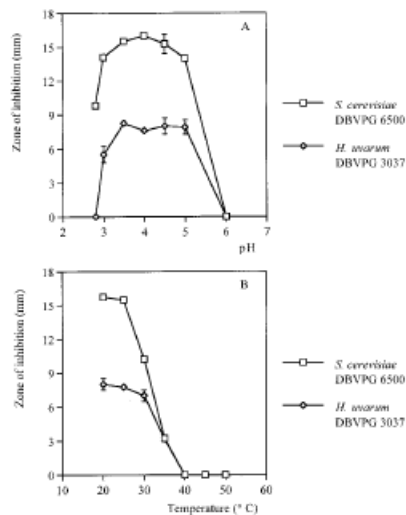 A
Zone of inhibition (mm)
18
15
12
9
6
3
0
2 3 4 5 6 7
pH
S. cerevisiae
DBVPG 6500
H. uvarum
DBVPG 3037
B
Zone of inhibition (mm)
18
15
12
9
6
3
0
10 20 30 40 50 60
Temperature (° C)
S. cerevisiae
DBVPG 6500
H. uvarum
DBVPG 3037